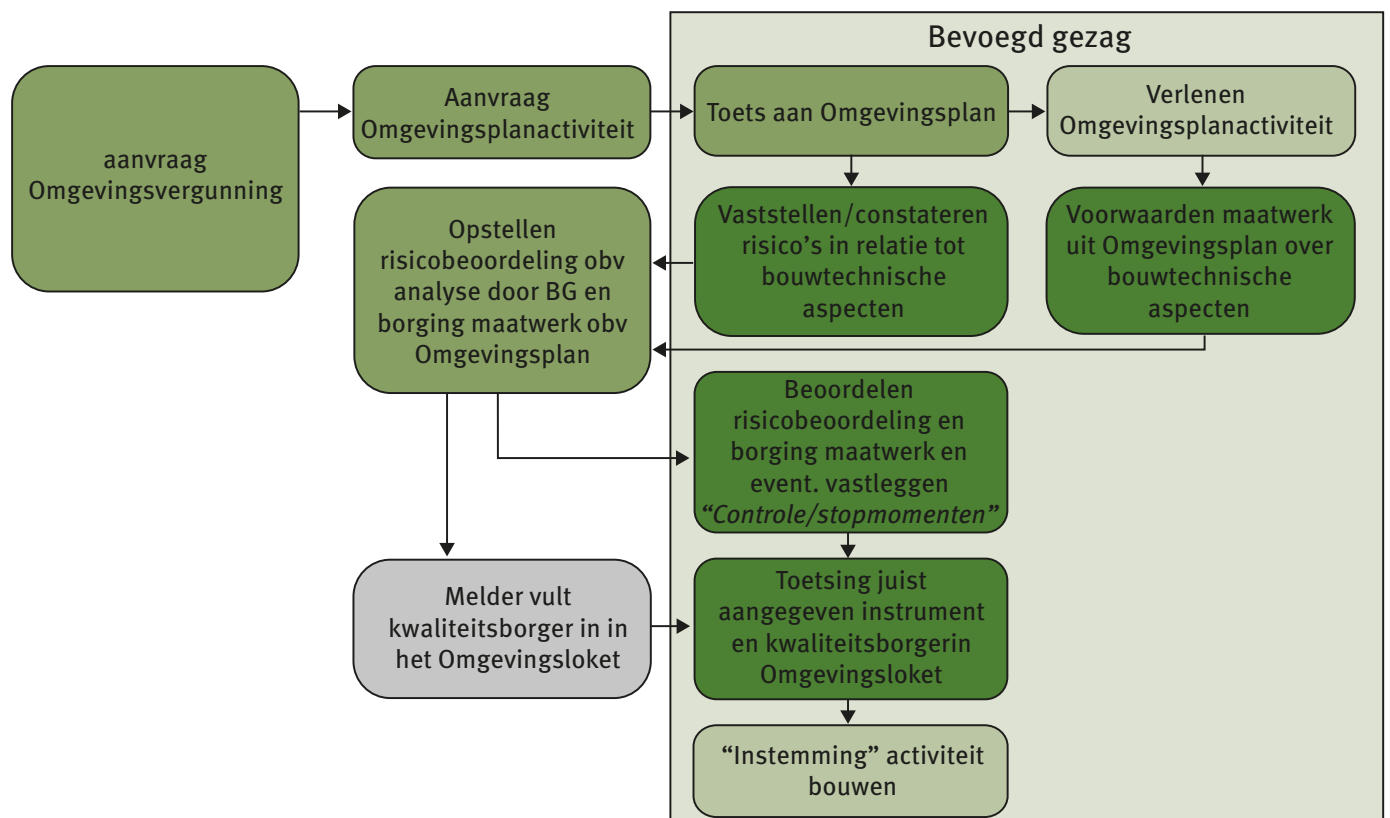 Bevoegd gezag
aanvraag
Omgevingsvergunning
Aanvraag
Omgevingsplanactiviteit
Toets aan Omgevingsplan
Verlenen
Omgevingsplanactiviteit
Opstellen
risicobeoordeling obv
analyse door BG en
borging maatwerk obv
Omgevingsplan
Vaststellen/constateren
risico’s in relatie tot
bouwtechnische
aspecten
Voorwaarden maatwerk
uit Omgevingsplan over
bouwtechnische
aspecten
Beoordelen
risicobeoordeling en
borging maatwerk en
event. vastleggen
“Controle/stopmomenten”
Melder vult
kwaliteitsborger in in
het Omgevingsloket
Toetsing juist
aangegeven instrument
en kwaliteitsborgerin
Omgevingsloket
“Instemming” activiteit
bouwen